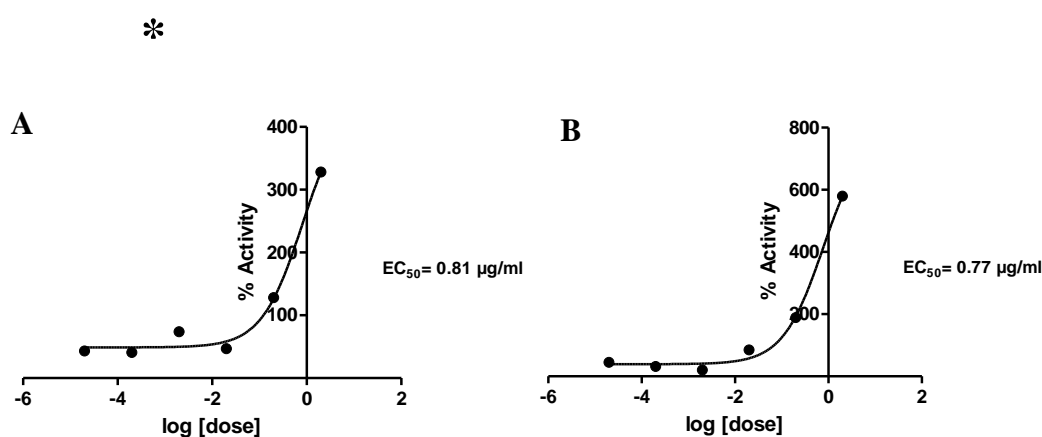 *
A
400
300
200
100
% Activity
EC50= 0.81 µg/ml
-6 -4 -2 0 2
log [dose]
B
800
600
400
200
% Activity
EC50= 0.77 µg/ml
-6 -4 -2 0 2
log [dose]